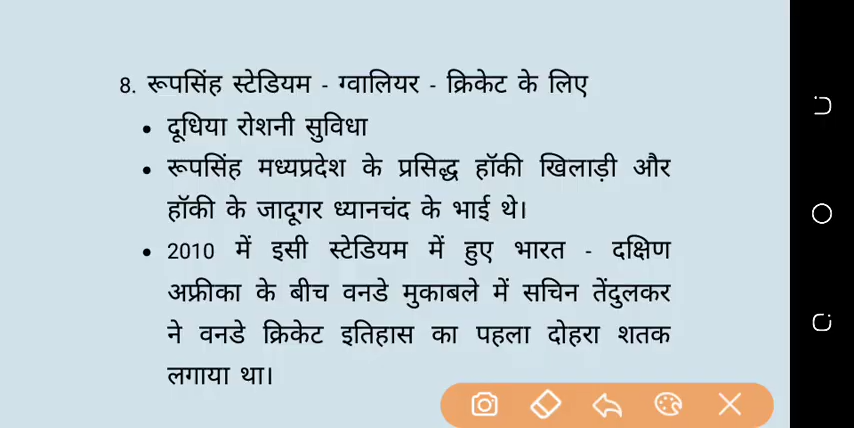 8. रूपसिंह स्टेडियम - ग्वालियर - क्रिकेट के लिए
• दूधिया रोशनी सुविधा
• रूपसिंह मध्यप्रदेश के प्रसिद्ध हॉकी खिलाड़ी और
हॉकी के जादूगर ध्यानचंद के भाई थे।
• 2010 में इसी स्टेडियम में हुए भारत - दक्षिण
अफ्रीका के बीच वनडे मुकाबले में सचिन तेंदुलकर
ने वनडे क्रिकेट इतिहास का पहला दोहरा शतक
लगाया था।